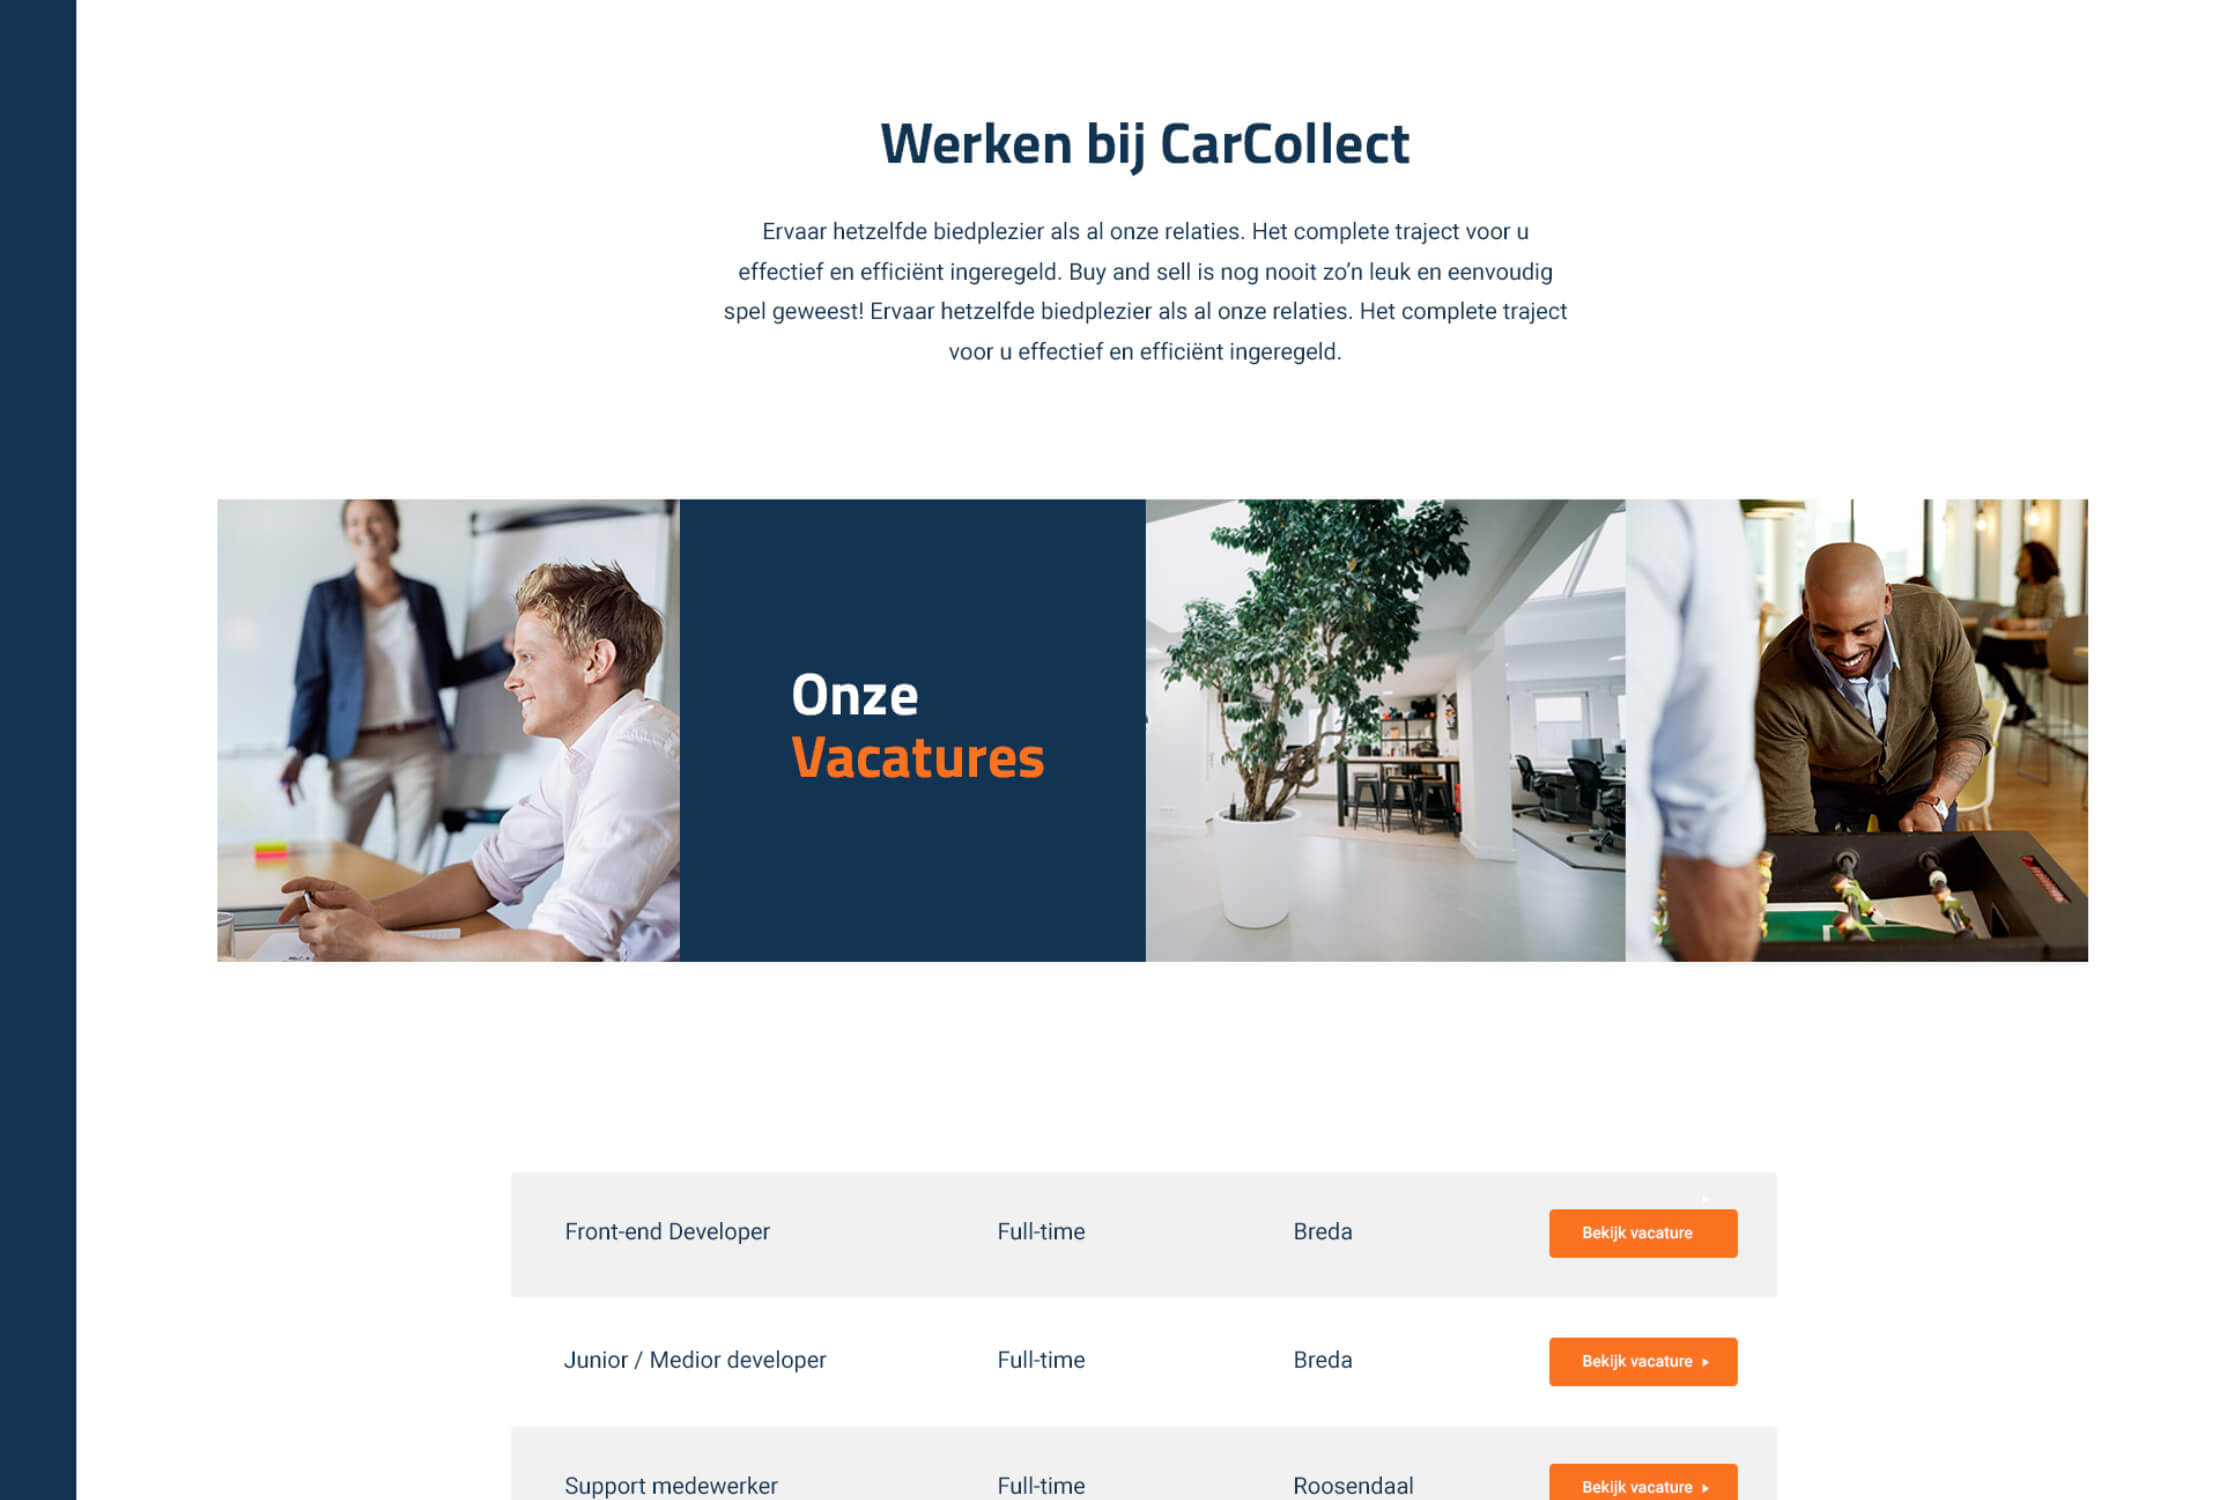 Werken bij CarCollect
Ervaar hetzelfde biedplezier als al onze relaties. Het complete traject voor u
effectief en efficiënt ingeregeld. Buy and sell is nog nooit zo’n leuk en eenvoudig
spel geweest! Ervaar hetzelfde biedplezier als al onze relaties. Het complete traject
voor u effectief en efficiënt ingeregeld.
Onze
Vacatures
Front-end Developer Full-time Breda Bekijk vacature
Junior / Medior developer Full-time Breda Bekijk vacature
Support medewerker Full-time Roosendaal Bekijk vacature